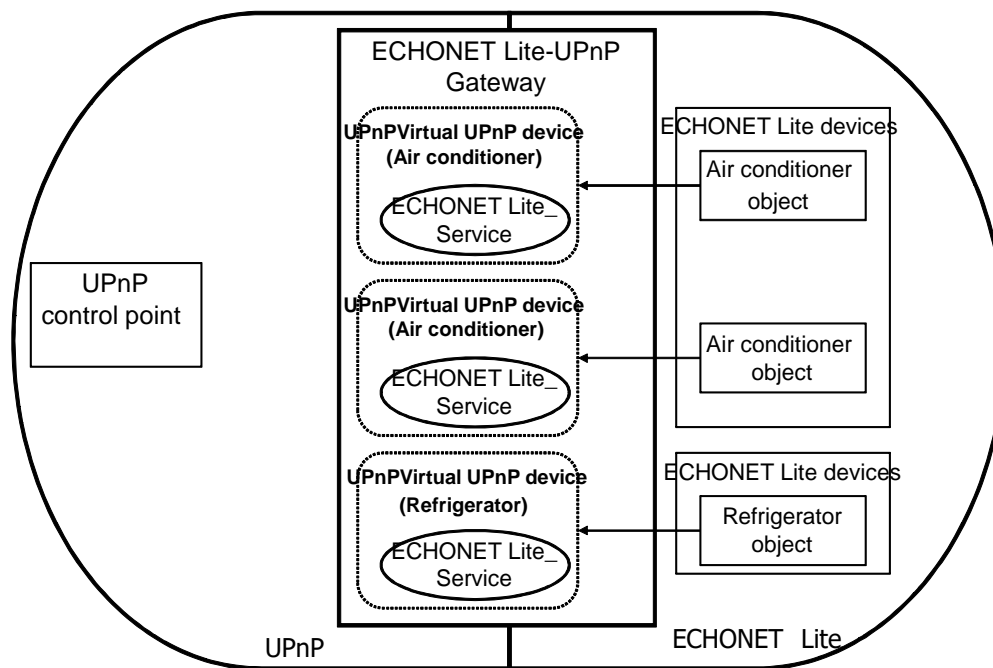 ECHONET Lite-UPnP
Gateway
UPnPVirtual UPnP device
(Air conditioner)
ECHONET Lite_
Service
ECHONET Lite devices
Air conditioner
object
UPnP
control point
UPnPVirtual UPnP device
(Air conditioner)
ECHONET Lite_
Service
Air conditioner
object
UPnPVirtual UPnP device
(Refrigerator)
ECHONET Lite_
Service
ECHONET Lite devices
Refrigerator
object
UPnP
ECHONET Lite